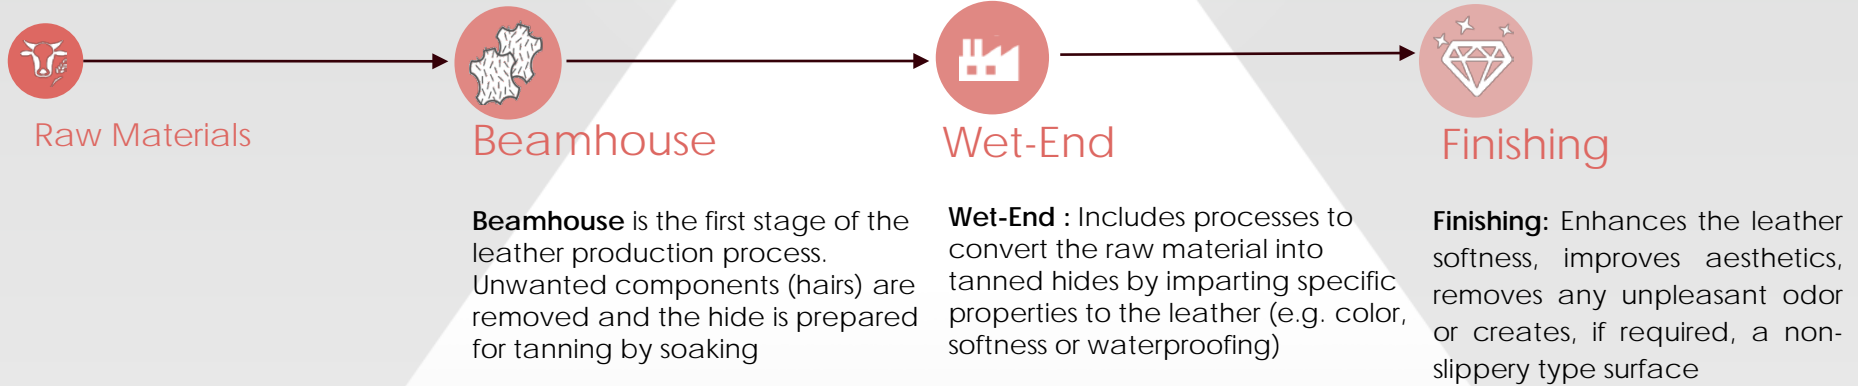 Raw Materials
Beamhouse
Wet-End
Finishing
Beamhouse is the first stage of the
leather production process.
Unwanted components (hairs) are
removed and the hide is prepared
for tanning by soaking
Wet-End : Includes processes to
convert the raw material into
tanned hides by imparting specific
properties to the leather (e.g. color,
softness or waterproofing)
Finishing: Enhances the leather
softness, improves aesthetics,
removes any unpleasant odor
or creates, if required, a non-
slippery type surface